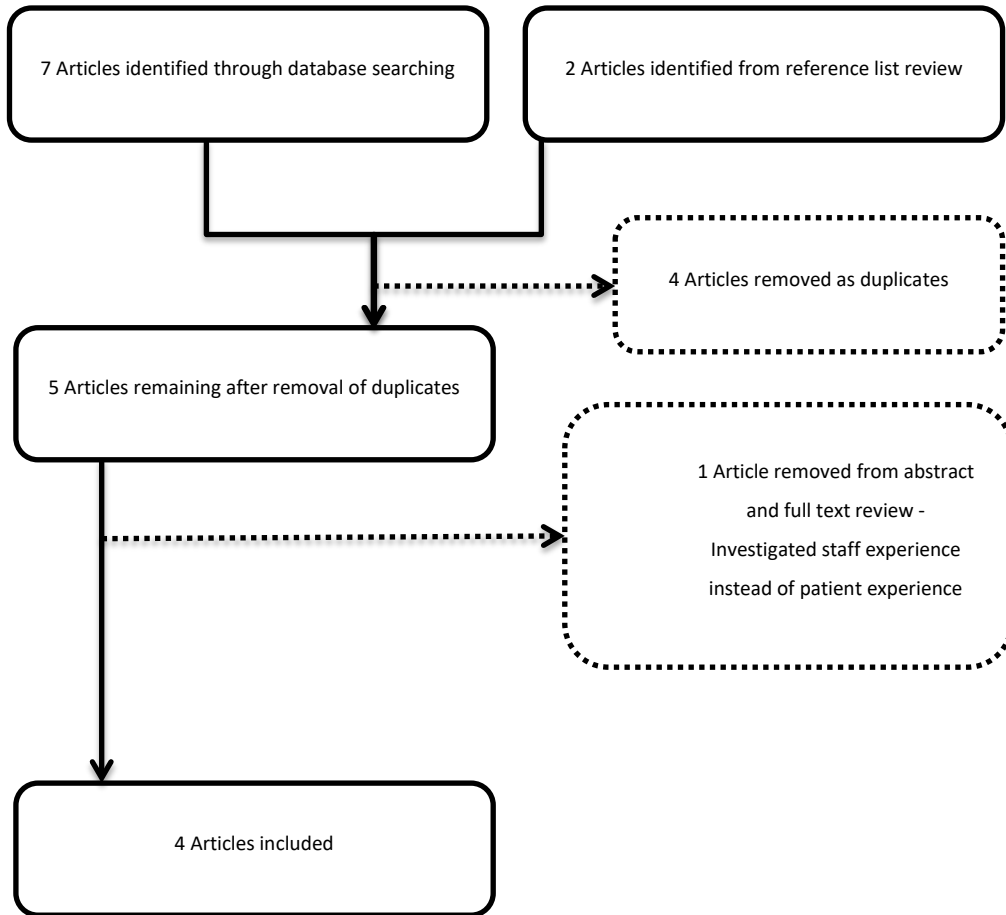 7 Articles identified through database searching
2 Articles identified from reference list review
4 Articles removed as duplicates
5 Articles remaining after removal of duplicates
1 Article removed from abstract
and full text review -
Investigated staff experience
instead of patient experience
4 Articles included